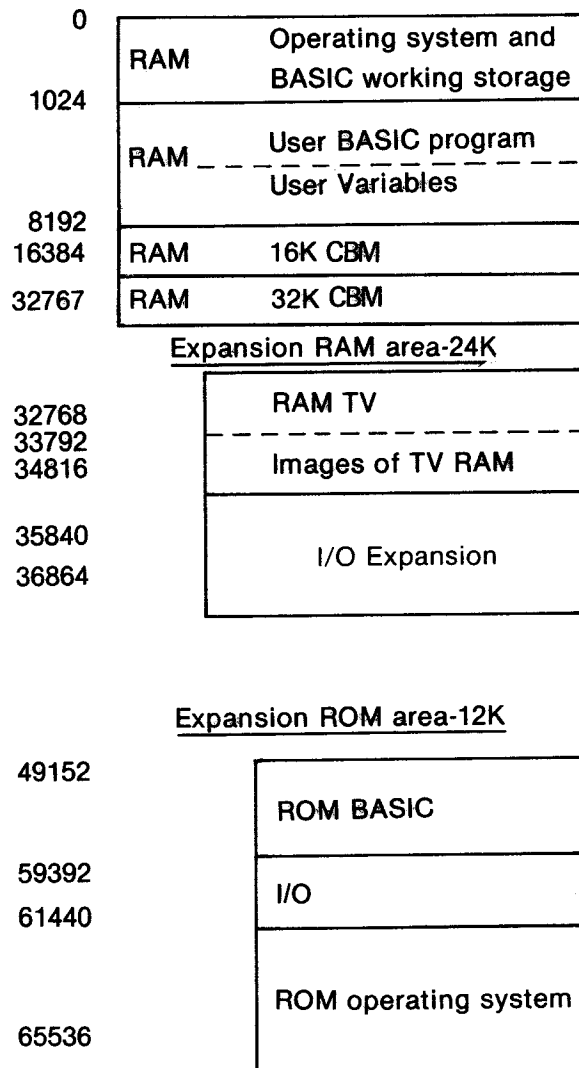 0
RAM Operating system and
BASIC working storage
1024
RAM User BASIC program
User Variables
8192
16384 RAM 16K CBM
32767 RAM 32K CBM
Expansion RAM area-24K
RAM TV
32768
33792
34816 Images of TV RAM
35840
I/O Expansion
36864
Expansion ROM area-12K
49152
ROM BASIC
59392
I/O
61440
ROM operating system
65536